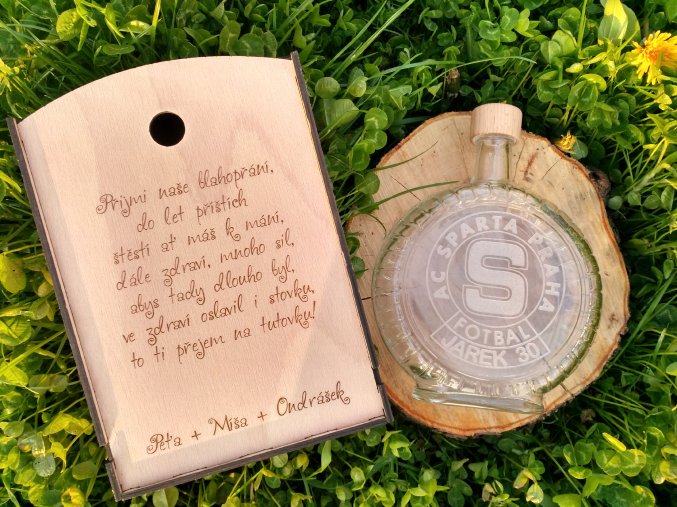 Přijmi naše blahopřání,
do let příštích
štěstí ať máš k mání,
dále zdraví, mnoho sil,
abys tady dlouho byl,
ve zdraví oslavil i stovku,
to ti přejem na tutovku!
Péťa + Míša + Ondrášek
AC SPARTA PRAHA
S
FOTBAL
JAREK 30